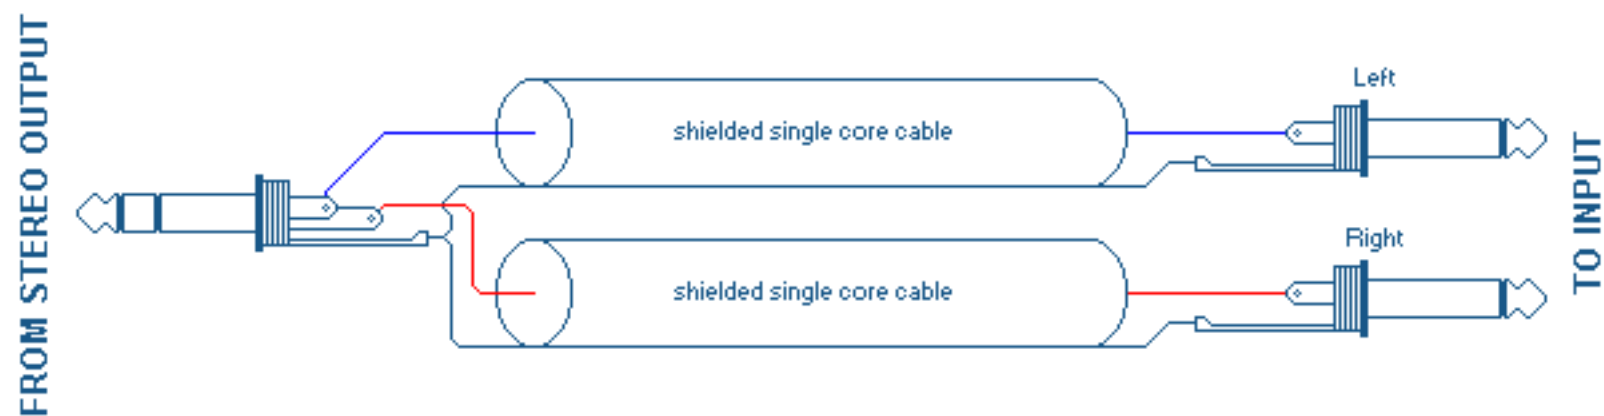 FROM STEREO OUTPUT
shielded single core cable
Left
shielded single core cable
Right
TO INPUT